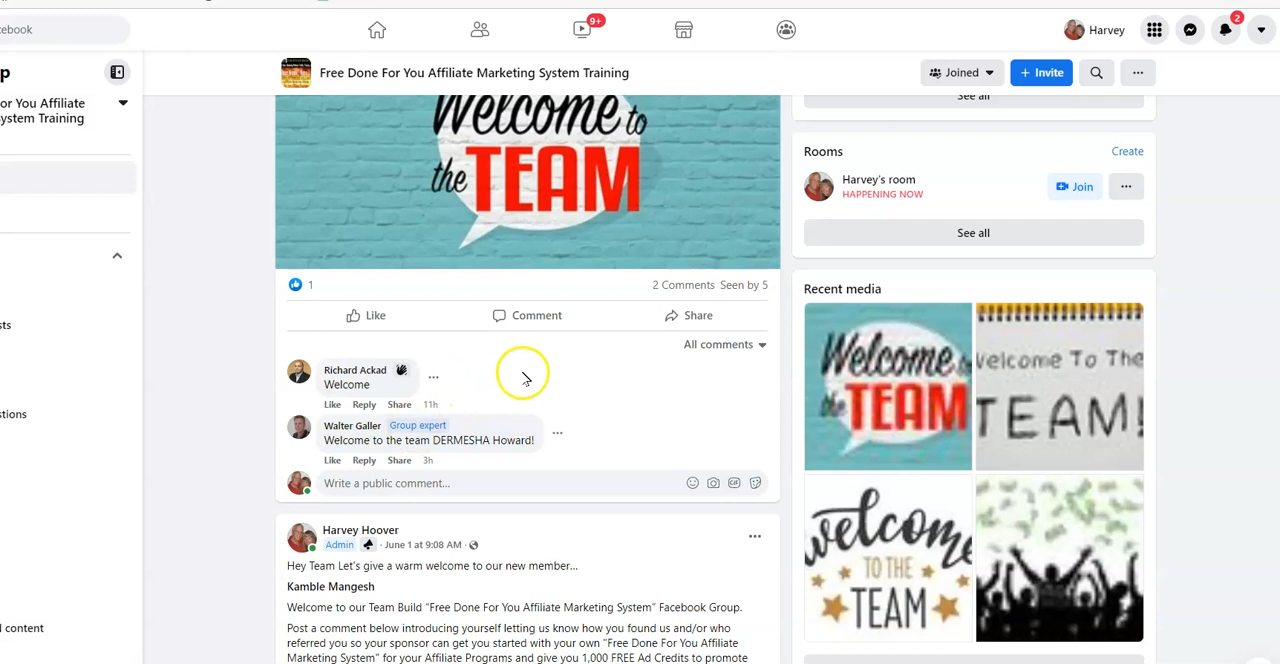 cebook
9+
Harvey
2
p
or You Affiliate
ystem Training
sts
stions
d content
Free Done For You Affiliate Marketing System Training
Joined
+ Invite
Welcome to
the TEAM
1
2 Comments Seen by 5
Like
Comment
Share
All comments
Richard Ackad
Welcome
Like Reply Share 11h
Walter Galler Group expert
Welcome to the team DERMESHA Howard!
Like Reply Share 3h
Write a public comment...
GIF
Harvey Hoover
Admin · June 1 at 9:08 AM ·
Hey Team Let's give a warm welcome to our new member...
Kamble Mangesh
Welcome to our Team Build "Free Done For You Affiliate Marketing System" Facebook Group.
Post a comment below introducing yourself letting us know how you found us and/or who
referred you so your sponsor can get you started with your own "Free Done For You Affiliate
Marketing System" for your Affiliate Programs and give you 1,000 FREE Ad Credits to promote
See all
Rooms
Create
Harvey's room
HAPPENING NOW
Join
See all
Recent media
Welcome to
the TEAM
Welcome To The
TEAM!
welcome
TO THE
TEAM